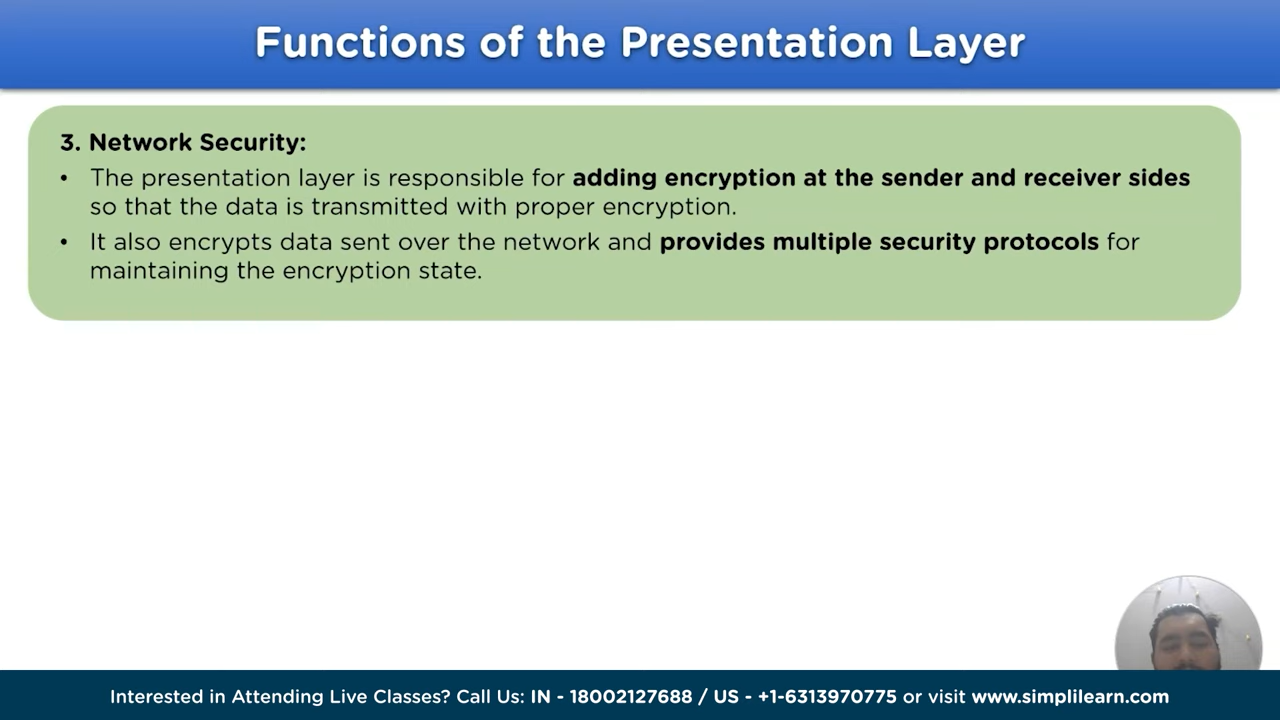 Functions of the Presentation Layer
3. Network Security:
• The presentation layer is responsible for adding encryption at the sender and receiver sides
so that the data is transmitted with proper encryption.
• It also encrypts data sent over the network and provides multiple security protocols for
maintaining the encryption state.
Interested in Attending Live Classes? Call Us: IN - 18002127688 / US - +1-6313970775 or visit www.simplilearn.com